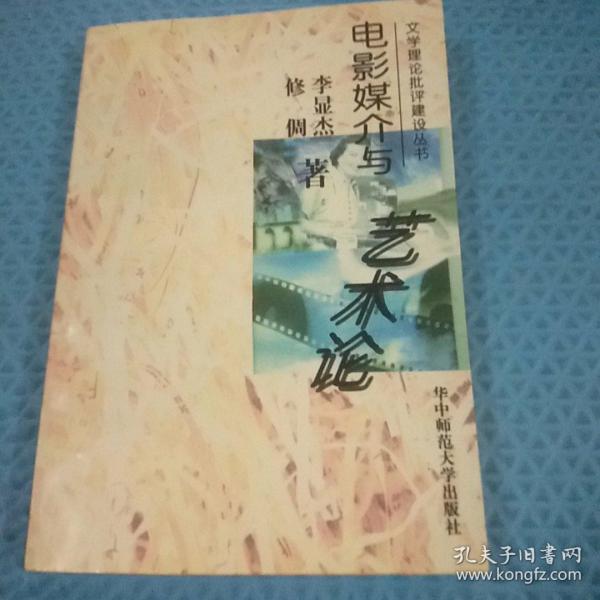 文学理论批评建设丛书
电影媒介与
艺术论
李显杰
修倜
著
华中师范大学出版社
孔夫子旧书网
www.kongfz.com